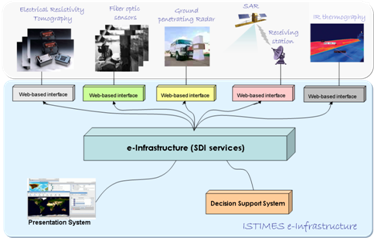 Electrical Resistivity
Tomography
Fiber optic
sensors
Ground
penetrating Radar
SAR
Receiving
station
IR thermography
Web-based interface
Web-based interface
Web-based interface
Web-based interface
Web-based interface
e-Infrastructure (SDI services)
Presentation System
Decision Support System
ISTIMES e-Infrastructure